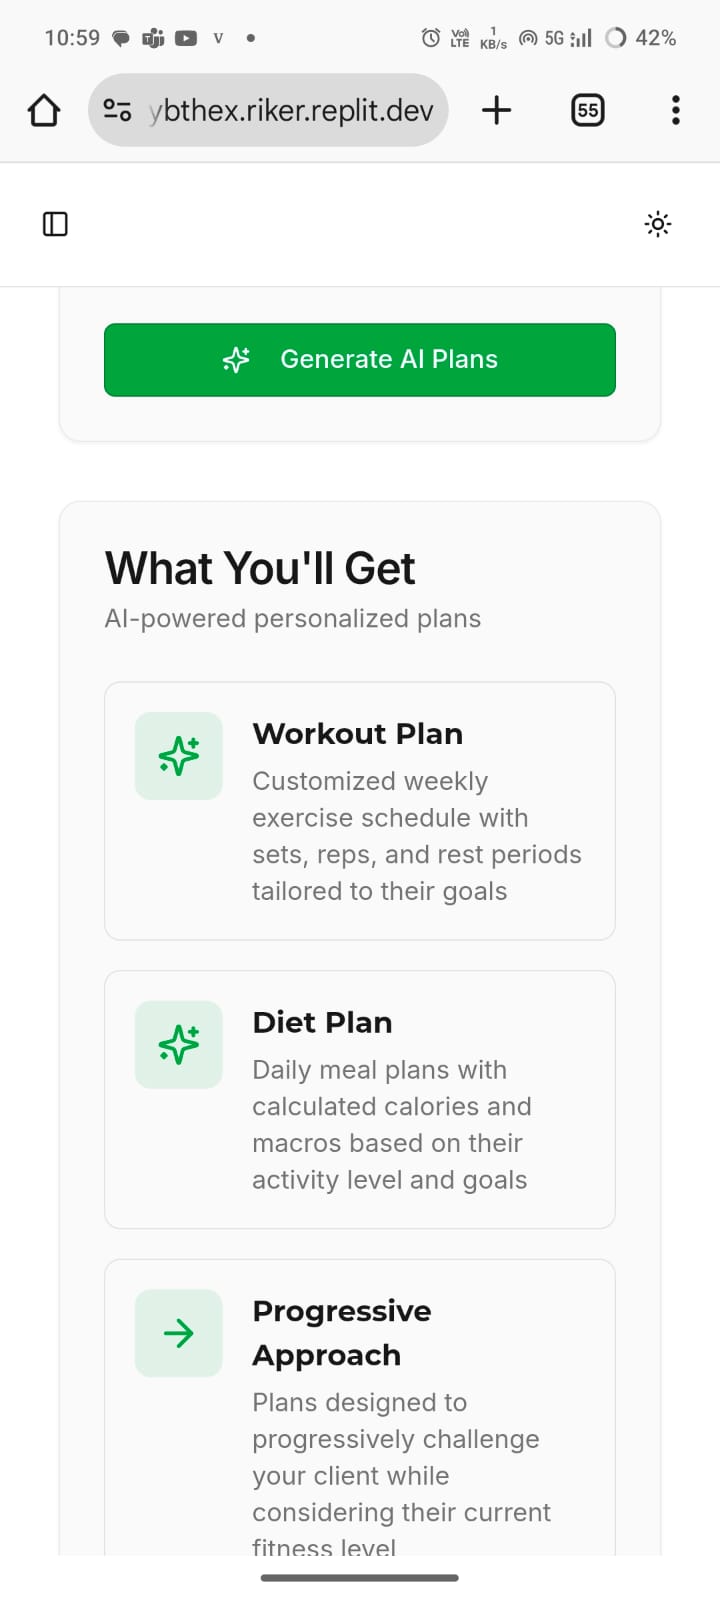 10:59 V Vo) LTE 1 KB/s 5G 42%
ybthex.riker.replit.dev 55
Generate AI Plans
What You'll Get
AI-powered personalized plans
Workout Plan
Customized weekly
exercise schedule with
sets, reps, and rest periods
tailored to their goals
Diet Plan
Daily meal plans with
calculated calories and
macros based on their
activity level and goals
Progressive
Approach
Plans designed to
progressively challenge
your client while
considering their current
fitness level